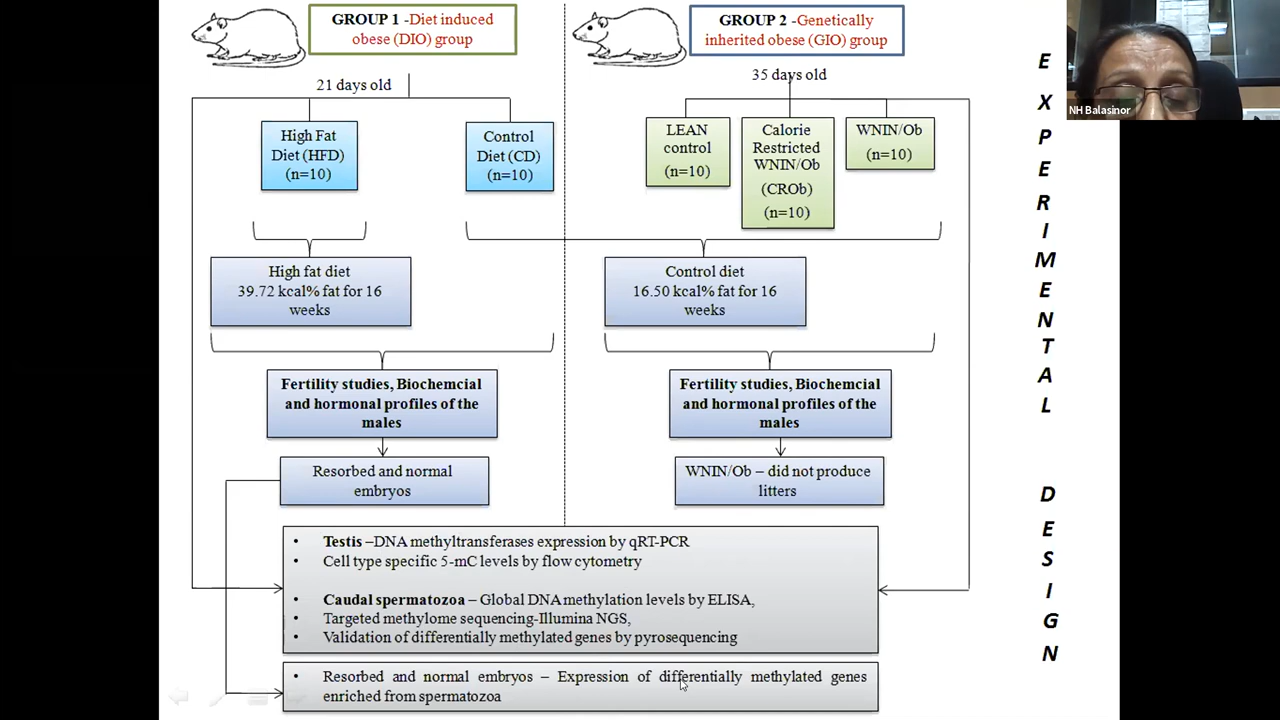 GROUP 1 -Diet induced
obese (DIO) group
GROUP 2 -Genetically
inherited obese (GIO) group
21 days old
35 days old
High Fat
Diet (HFD)
(n=10)
Control
Diet (CD)
(n=10)
LEAN
control
(n=10)
Calorie
Restricted
WNIN/Ob
(CROb)
(n=10)
WNIN/Ob
(n=10)
High fat diet
39.72 kcal% fat for 16
weeks
Control diet
16.50 kcal% fat for 16
weeks
Fertility studies, Biochemcial
and hormonal profiles of the
males
Fertility studies, Biochemcial
and hormonal profiles of the
males
Resorbed and normal
embryos
WNIN/Ob – did not produce
litters
• Testis –DNA methyltransferases expression by qRT-PCR
• Cell type specific 5-mC levels by flow cytometry
• Caudal spermatozoa – Global DNA methylation levels by ELISA,
• Targeted methylome sequencing-Illumina NGS,
• Validation of differentially methylated genes by pyrosequencing
• Resorbed and normal embryos – Expression of differentially methylated genes
enriched from spermatozoa
EXPERIMENTAL
DESIGN
NH Balasinor